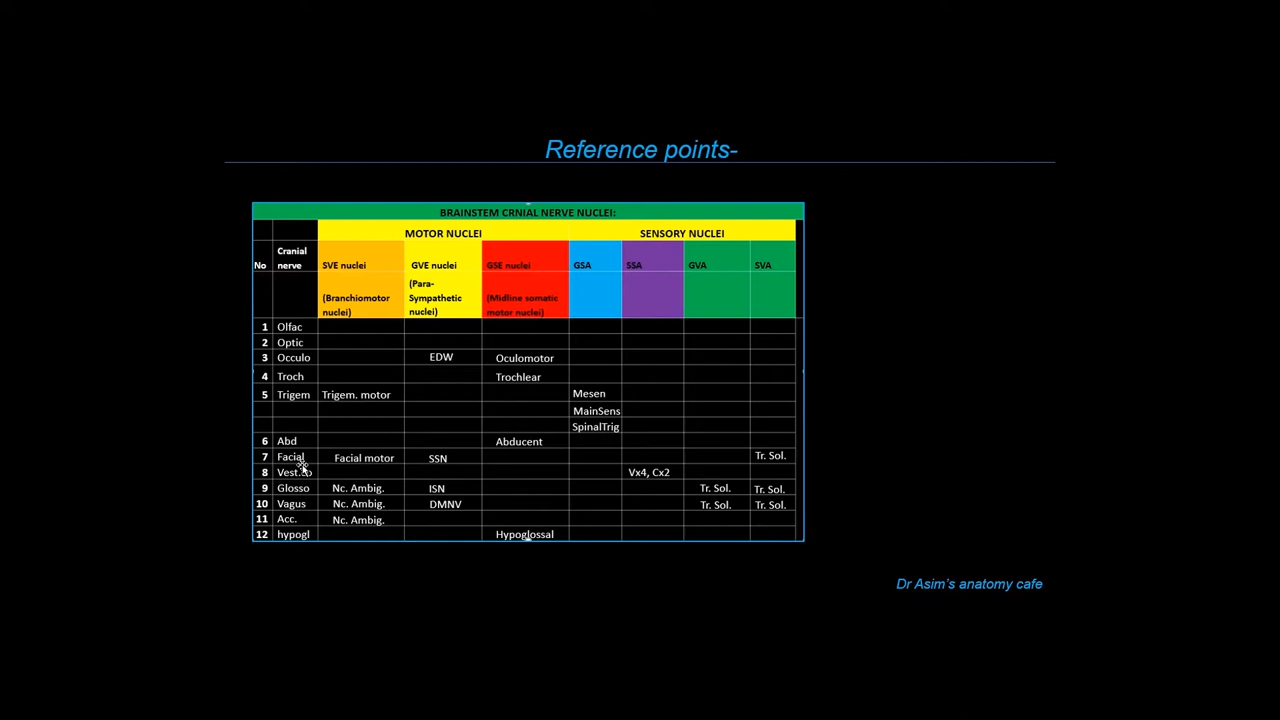 Reference points-
BRAINSTEM CRNIAL NERVE NUCLEI:
MOTOR NUCLEI SENSORY NUCLEI
No Cranial nerve SVE nuclei GVE nuclei GSE nuclei GSA SSA GVA SVA
(Branchiomotor nuclei) (Para-Sympathetic nuclei) (Midline somatic motor nuclei)
1 Olfac
2 Optic
3 Occulo EDW Oculomotor
4 Troch Trochlear
5 Trigem Trigem. motor Mesen
MainSens
SpinalTrig
6 Abd Abducent
7 Facial Facial motor SSN Tr. Sol.
8 Vx4, Cx2
9 Glosso Nc. Ambig. ISN Tr. Sol. Tr. Sol.
10 Vagus Nc. Ambig. DMNV Tr. Sol. Tr. Sol.
11 Acc. Nc. Ambig.
12 hypogl Hypoglossal
Dr Asim's anatomy cafe